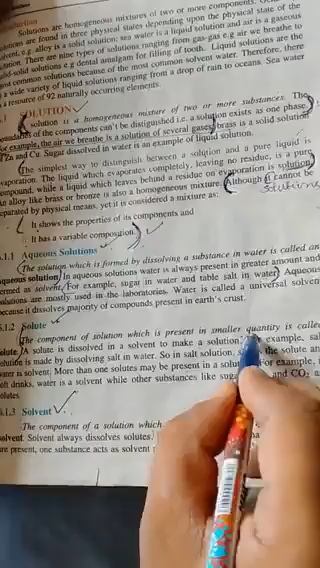 Solutions are homogeneous mixtures of two or more components.
solutions are found in three physical states depending upon the physical state of the
solvent, e.g. alloy is a solid solution; sea water is a liquid solution and air is a gaseous
solution. There are nine types of solutions ranging from gas-gas e.g air we breathe to
solid-solid solutions e.g dental amalgam for filling of tooth. Liquid solutions are the
most common solutions because of the most common solvent water. Therefore, there
a wide variety of liquid solutions ranging from a drop of rain to oceans. Sea water
a resource of 92 naturally occurring elements.
SOLUTION
Solution is a homogeneous mixture of two or more substances. The
of the components can't be distinguished i.e. a solution exists as one phase.
For example, the air we breathe is a solution of several gases, brass is a solid solution
Zn and Cu. Sugar dissolved in water is an example of liquid solution.
The simplest way to distinguish between a solution and a pure liquid is
evaporation. The liquid which evaporates completely, leaving no residue, is a pure
compound, while a liquid which leaves behind a residue on evaporation is solution.
An alloy like brass or bronze is also a homogeneous mixture. Although it cannot be
separated by physical means, yet it is considered a mixture as:
It shows the properties of its components and
It has a variable composition
.1.1 Aqueous Solutions
The solution which is formed by dissolving a substance in water is called an
aqueous solution. In aqueous solutions water is always present in greater amount and
termed as solvent. For example, sugar in water and table salt in water. Aqueous
solutions are mostly used in the laboratories. Water is called a universal solvent
because it dissolves majority of compounds present in earth's crust.
.1.2 Solute
The component of solution which is present in smaller quantity is called
solute. A solute is dissolved in a solvent to make a solution. example, salt
solution is made by dissolving salt in water. So in salt solution, the solute and
water is solvent. More than one solutes may be present in a solution. For example, in
soft drinks, water is a solvent while other substances like and CO₂ a
solutes.
.1.3 Solvent
The component of a solution which
solvent. Solvent always dissolves solutes.
are present, one substance acts as solvent